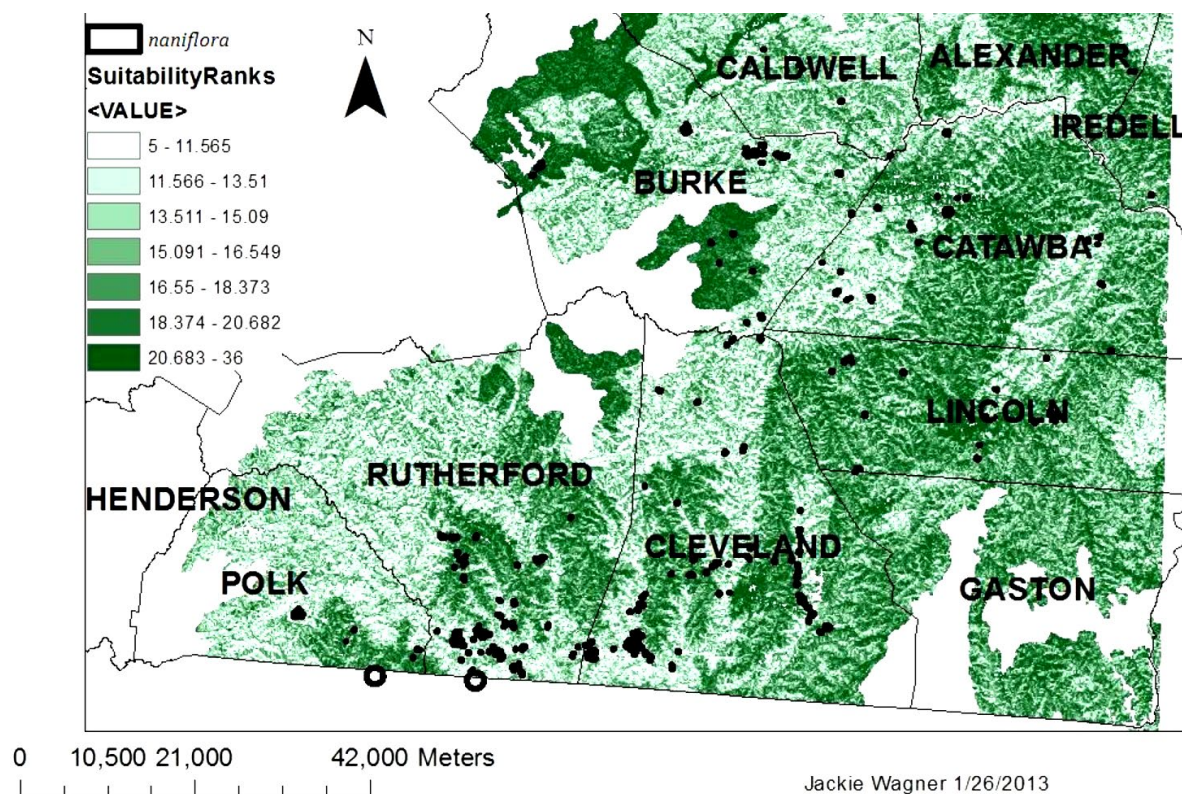 naniflora
SuitabilityRanks
<VALUE>
5 - 11.565
11.566 - 13.51
13.511 - 15.09
15.091 - 16.549
16.55 - 18.373
18.374 - 20.682
20.683 - 36
N
CALDWELL
ALEXANDER
IREDELL
BURKE
CATAWBA
LINCOLN
RUTHERFORD
HENDERSON
CLEVELAND
POLK
GASTON
0 10,500 21,000 42,000 Meters
Jackie Wagner 1/26/2013